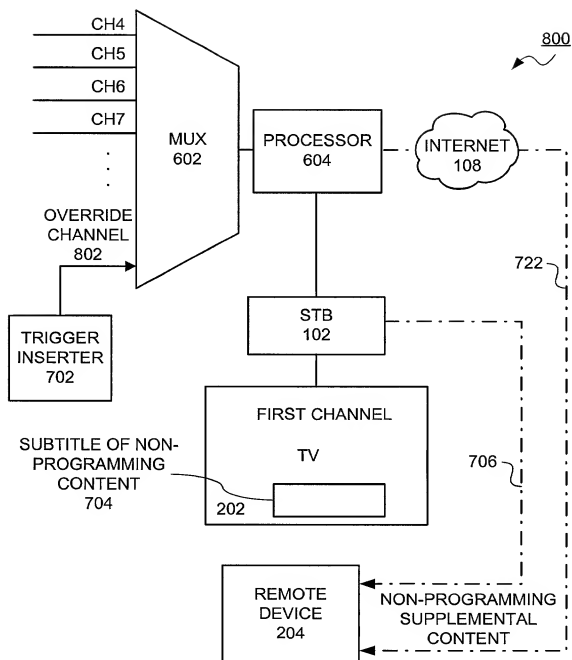 800
CH4
CH5
CH6
CH7
MUX
602
PROCESSOR
604
INTERNET
108
OVERRIDE
CHANNEL
802
722
TRIGGER
INSERTER
702
STB
102
FIRST CHANNEL
TV
SUBTITLE OF NON-
PROGRAMMING
CONTENT
704
202
706
REMOTE
DEVICE
204
NON-PROGRAMMING
SUPPLEMENTAL
CONTENT